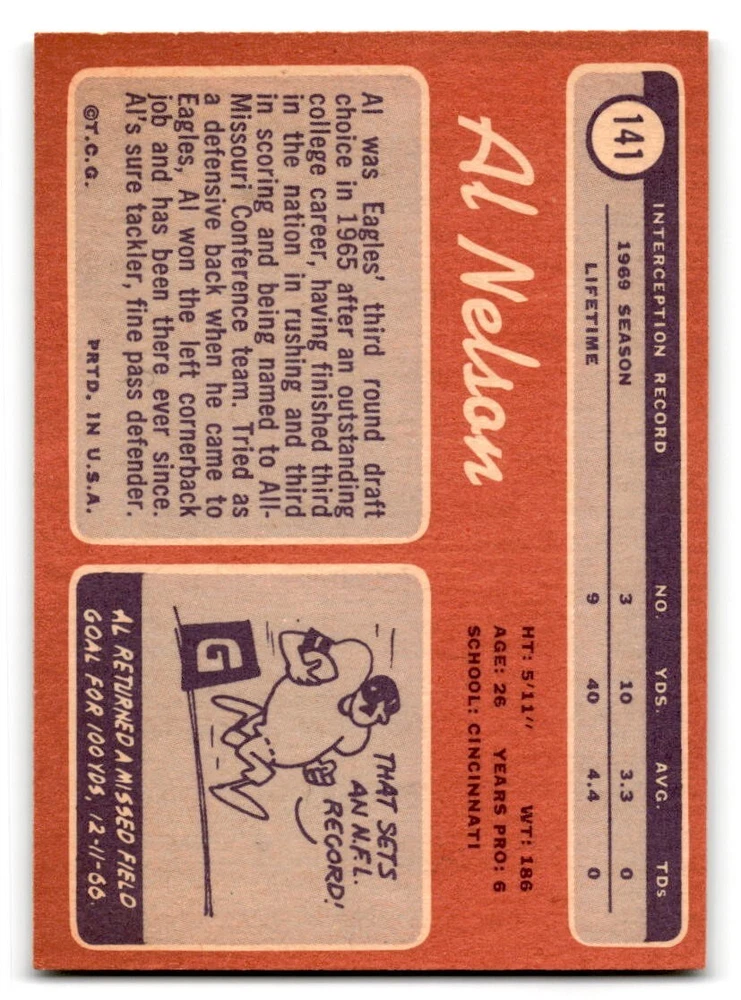 141
INTERCEPTION RECORD NO. YDS. AVG. TDs
1969 SEASON 3 10 3.3 0
LIFETIME 9 40 4.4 0
Al Nelson
HT: 5'11" WT: 186
AGE: 26 YEARS PRO: 6
SCHOOL: CINCINNATI
Al was Eagles' third round draft
choice in 1965 after an outstanding
college career, having finished third
in the nation in rushing and third
in scoring and being named to All-
Missouri Conference team. Tried as
a defensive back when he came to
Eagles, Al won the left cornerback
job and has been there ever since.
Al's sure tackler, fine pass defender.
©T.C.G. PRTD. IN U.S.A.
THAT SETS
AN N.F.L.
RECORD!
G
AL RETURNED A MISSED FIELD
GOAL FOR 100 YDS, 12-11-66.